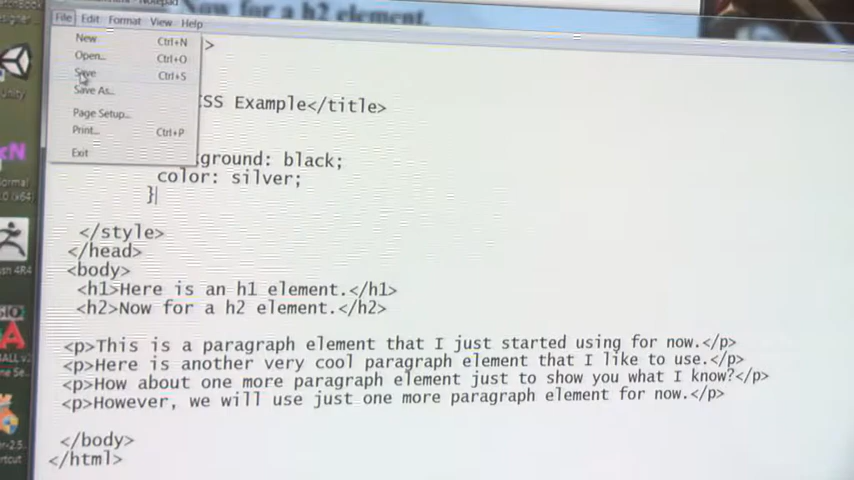 Now for a h2 element.
Notepad
File Edit Format View Help
New Ctrl+N
Open... Ctrl+O
Save Ctrl+S
Save As...
Page Setup...
Print... Ctrl+P
Exit
>
SS Example</title>
ground: black;
color: silver;
}
</style>
</head>
<body>
<h1>Here is an h1 element.</h1>
<h2>Now for a h2 element.</h2>
<p>This is a paragraph element that I just started using for now.</p>
<p>Here is another very cool paragraph element that I like to use.</p>
<p>How about one more paragraph element just to show you what I know?</p>
<p>However, we will use just one more paragraph element for now.</p>
</body>
</html>